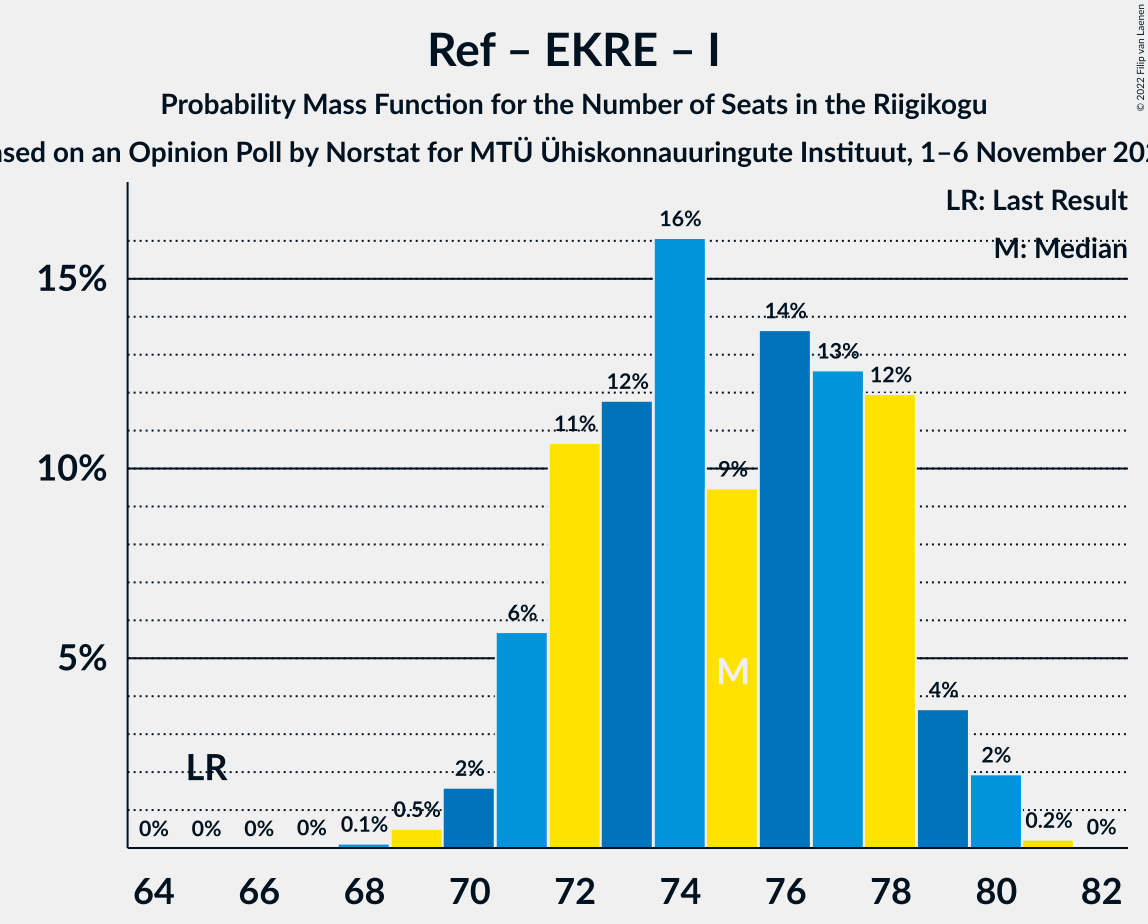 Ref – EKRE – I
Probability Mass Function for the Number of Seats in the Riigikogu
on an Opinion Poll by Norstat for MTÜ Ühiskonnauuringute Instituut, 1–6 November
© 2022 Filip van Laenen
LR: Last Result
M: Median
15%
10%
5%
0% 0% 0% 0% 0.1% 0.5% 2% 6% 11% 12% 16% 9% 14% 13% 12% 4% 2% 0.2% 0%
LR
M
64 66 68 70 72 74 76 78 80 82